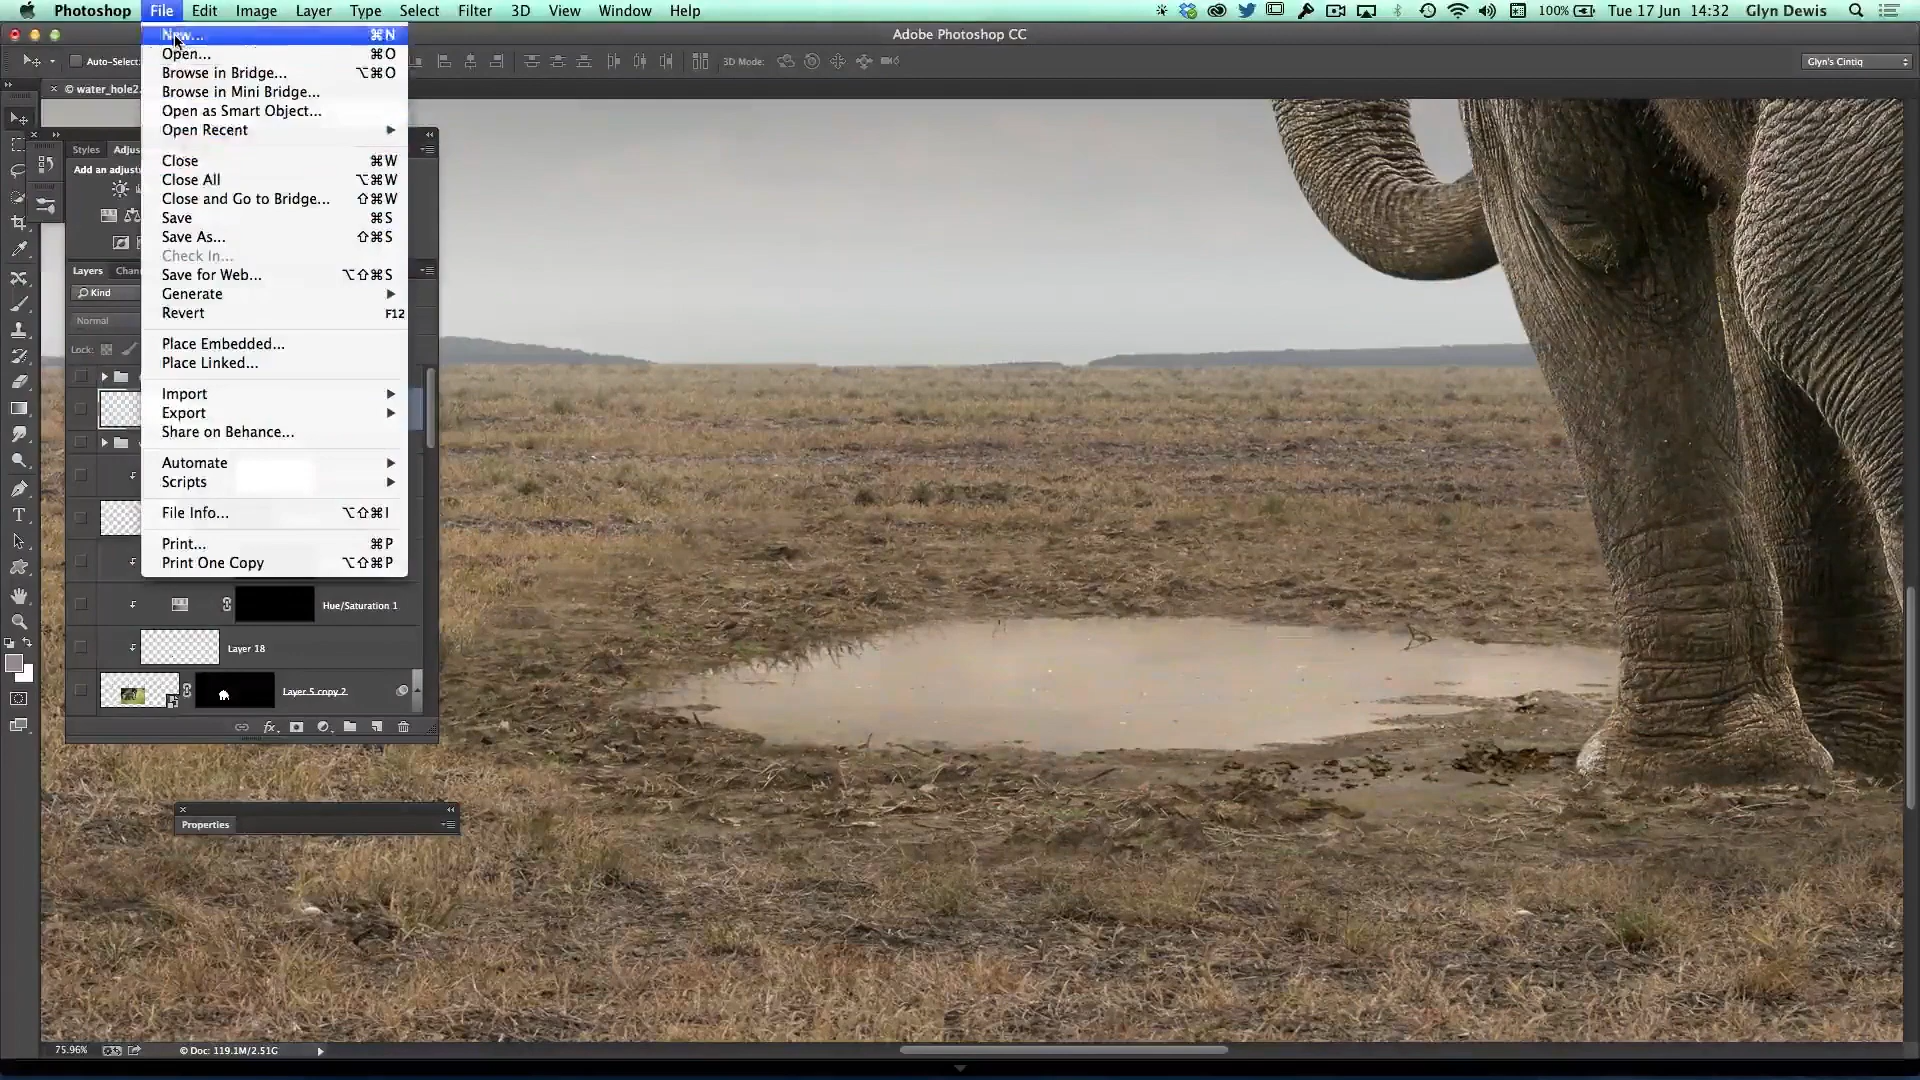 Photoshop File Edit Image Layer Type Select Filter 3D View Window Help 100% Tue 17 Jun 14:32 Glyn Dewis
Adobe Photoshop CC
Auto-Select: 3D Mode: Glyn's Cintiq
© water_hole2.
New... ⌘N
Open... ⌘O
Browse in Bridge... ⌥⌘O
Browse in Mini Bridge...
Open as Smart Object...
Open Recent
Close ⌘W
Close All ⌥⌘W
Close and Go to Bridge... ⇧⌘W
Save ⌘S
Save As... ⇧⌘S
Check In...
Save for Web... ⌥⇧⌘S
Generate
Revert F12
Place Embedded...
Place Linked...
Import
Export
Share on Behance...
Automate
Scripts
File Info... ⌥⇧⌘I
Print... ⌘P
Print One Copy ⌥⇧⌘P
Styles Adjus
Add an adjust
Layers Chan
Kind
Normal
Lock:
Hue/Saturation 1
Layer 18
Layer 5 copy 2
fx
Properties
75.96% © Doc: 119.1M/2.51G